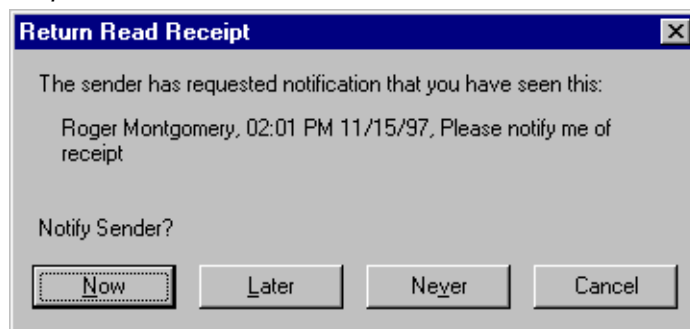 Return Read Receipt
The sender has requested notification that you have seen this:
Roger Montgomery, 02:01 PM 11/15/97, Please notify me of
receipt
Notify Sender?
Now Later Never Cancel